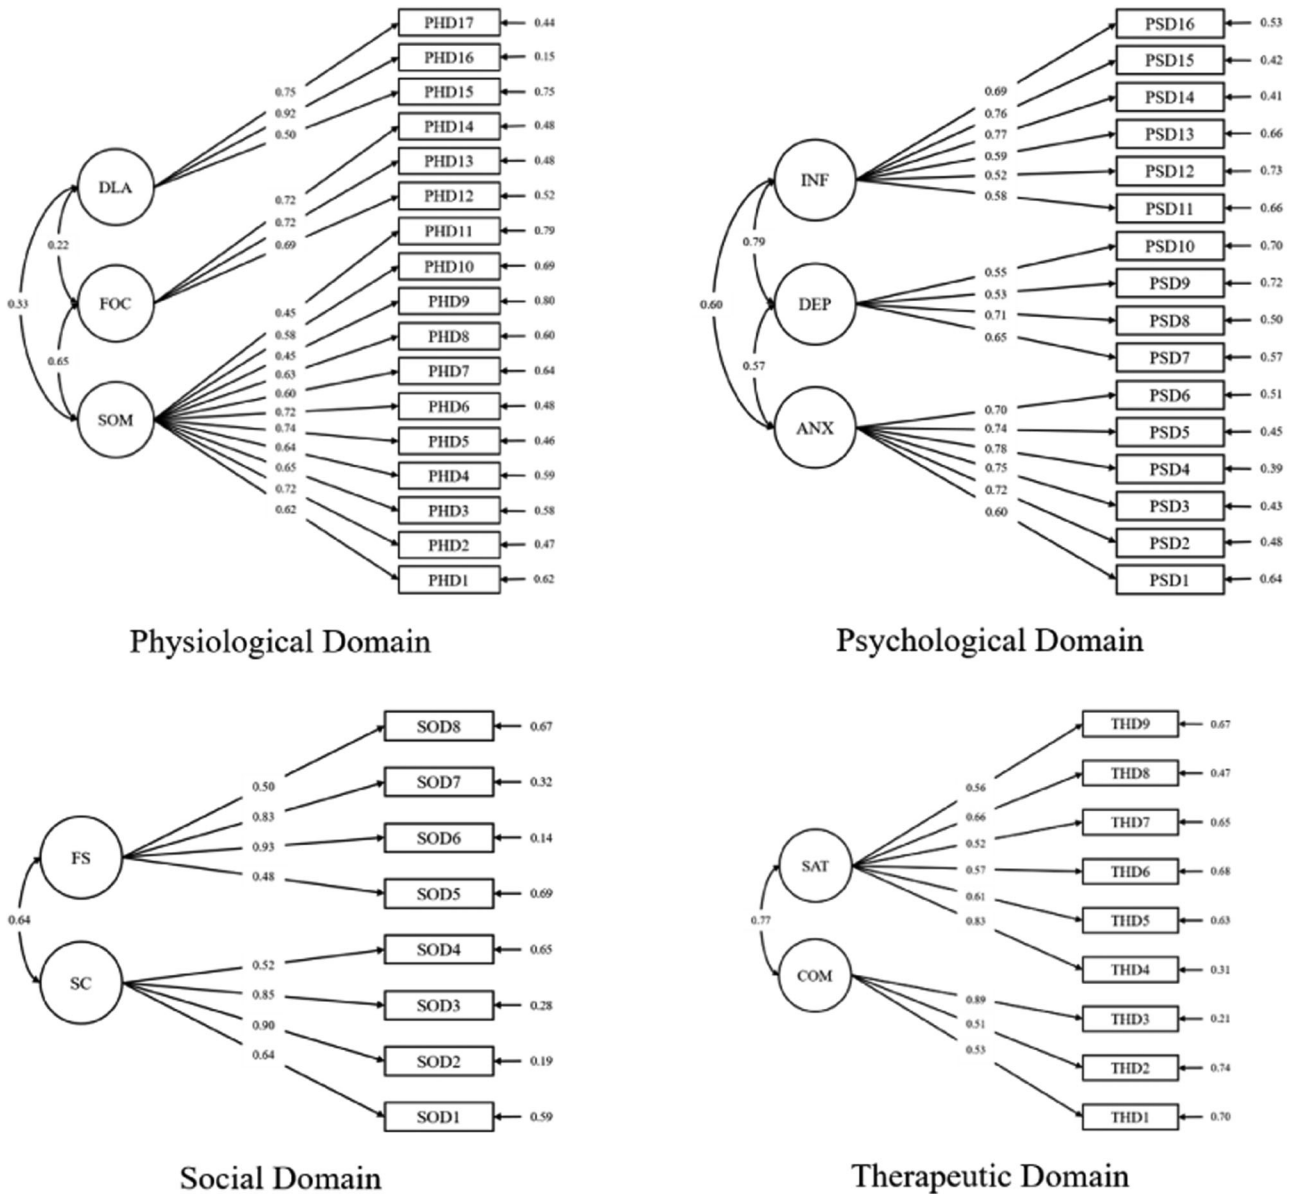 PHD17 0.44
PHD16 0.15
0.75
PHD15 0.75
0.92
0.50
PHD14 0.48
PHD13 0.48
DLA
0.72
PHD12 0.52
0.72
0.22
0.69
PHD11 0.79
PHD10 0.69
0.33
FOC
PHD9 0.80
0.45
0.58
PHD8 0.60
0.45
0.65
0.63
PHD7 0.64
0.60
0.72
PHD6 0.48
SOM
0.74
PHD5 0.46
0.64
0.65
PHD4 0.59
0.72
0.62
PHD3 0.58
PHD2 0.47
PHD1 0.62
Physiological Domain
PSD16 0.53
PSD15 0.42
0.69
PSD14 0.41
0.76
0.77
PSD13 0.66
0.59
INF
0.52
PSD12 0.73
0.58
PSD11 0.66
0.79
PSD10 0.70
0.55
PSD9 0.72
0.60
DEP
0.53
0.71
PSD8 0.50
0.65
PSD7 0.57
0.57
PSD6 0.51
0.70
ANX
0.74
PSD5 0.45
0.78
0.75
PSD4 0.39
0.72
0.60
PSD3 0.43
PSD2 0.48
PSD1 0.64
Psychological Domain
SOD8 0.67
0.50
SOD7 0.32
0.83
FS
0.93
SOD6 0.14
0.48
SOD5 0.69
0.64
SOD4 0.65
0.52
SC
0.85
SOD3 0.28
0.90
0.64
SOD2 0.19
SOD1 0.59
Social Domain
THD9 0.67
THD8 0.47
0.56
0.66
THD7 0.65
0.52
SAT
0.57
THD6 0.68
0.61
0.83
THD5 0.63
0.77
THD4 0.31
COM
0.89
THD3 0.21
0.51
0.53
THD2 0.74
THD1 0.70
Therapeutic Domain